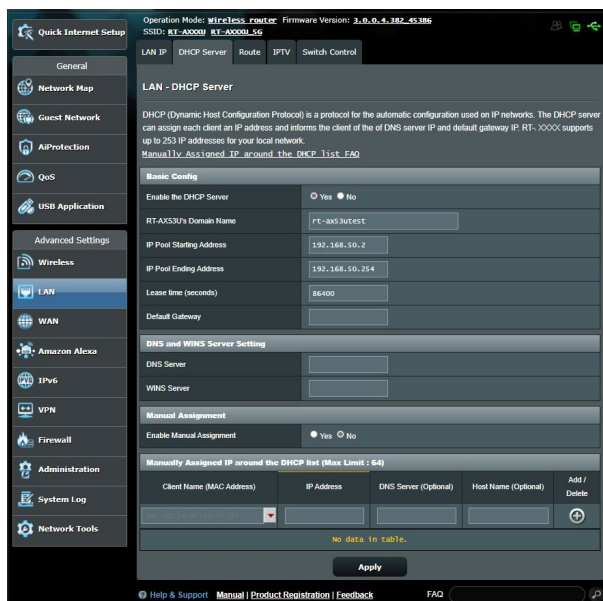 Operation Mode: Wireless router Firmware Version: 3.0.0.4.382_45386
SSID: RT-AXXXU RT-AXXXU_5G
Quick Internet Setup
General
Network Map
Guest Network
AiProtection
QoS
USB Application
Advanced Settings
Wireless
LAN
WAN
Amazon Alexa
IPv6
VPN
Firewall
Administration
System Log
Network Tools
LAN IP DHCP Server Route IPTV Switch Control
LAN - DHCP Server
DHCP (Dynamic Host Configuration Protocol) is a protocol for the automatic configuration used on IP networks. The DHCP server
can assign each client an IP address and informs the client of the of DNS server IP and default gateway IP. RT-XXXX supports
up to 253 IP addresses for your local network.
Manually Assigned IP around the DHCP list FAQ
Basic Config
Enable the DHCP Server Yes No
RT-AX53U's Domain Name rt-ax53utest
IP Pool Starting Address 192.168.50.2
IP Pool Ending Address 192.168.50.254
Lease time (seconds) 86400
Default Gateway
DNS and WINS Server Setting
DNS Server
WINS Server
Manual Assignment
Enable Manual Assignment Yes No
Manually Assigned IP around the DHCP list (Max Limit : 64)
Client Name (MAC Address) IP Address DNS Server (Optional) Host Name (Optional) Add / Delete
No data in table.
Apply
Help & Support Manual | Product Registration | Feedback FAQ